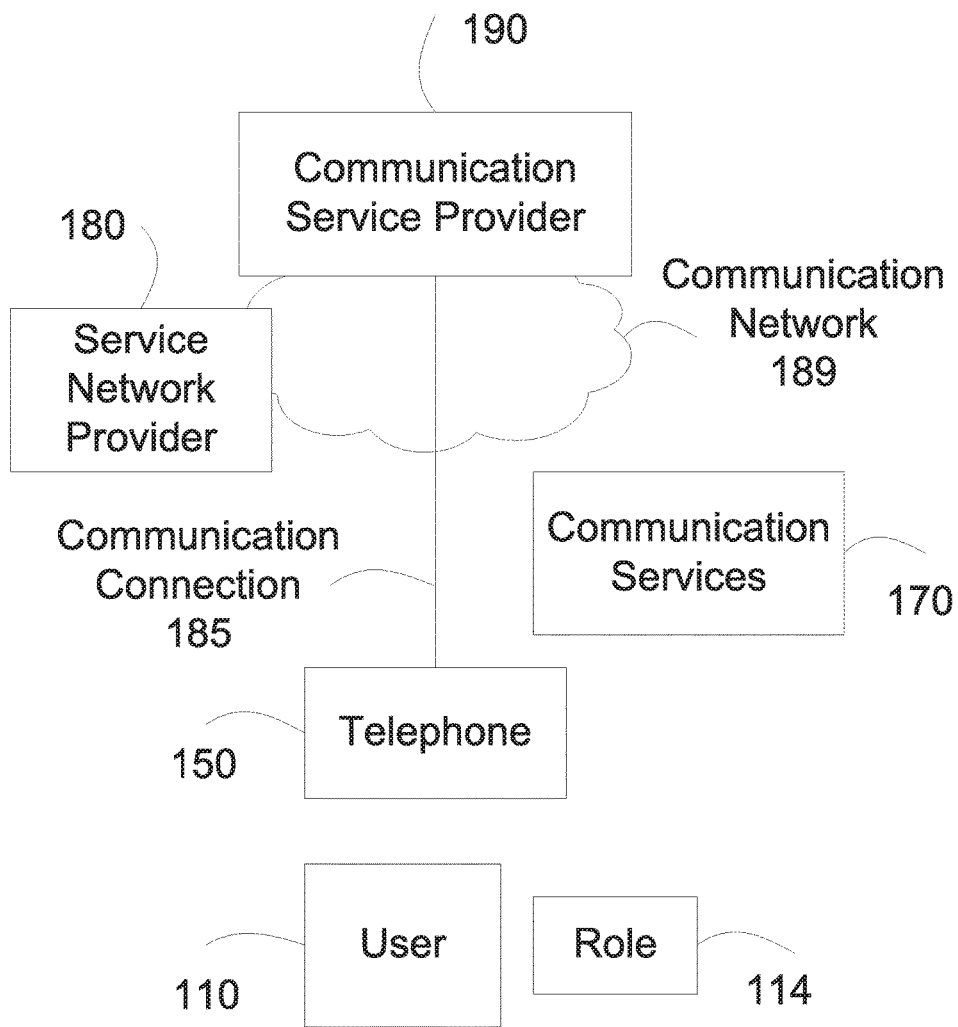 190
Communication
Service Provider
180
Service
Network
Provider
Communication
Network
189
Communication
Connection
185
Communication
Services
170
Telephone
150
User
110
Role
114